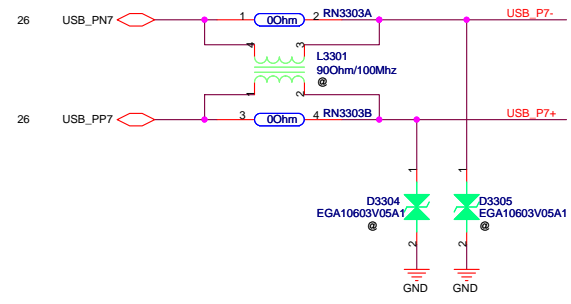 26 USB_PN7 1 0Ohm 2 RN3303A USB_P7-
4 3
L3301
90Ohm/100Mhz
@
1 2
26 USB_PP7 3 0Ohm 4 RN3303B USB_P7+
1 1
D3304 D3305
EGA10603V05A1 EGA10603V05A1
@ @
2 2
GND GND